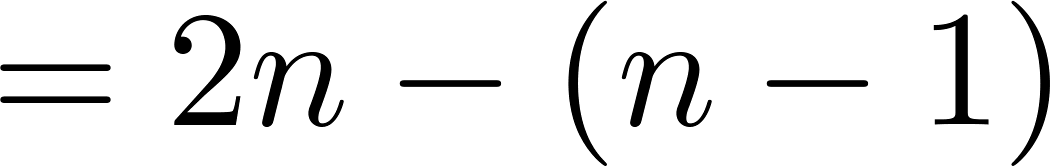 = 2n − (n − 1)